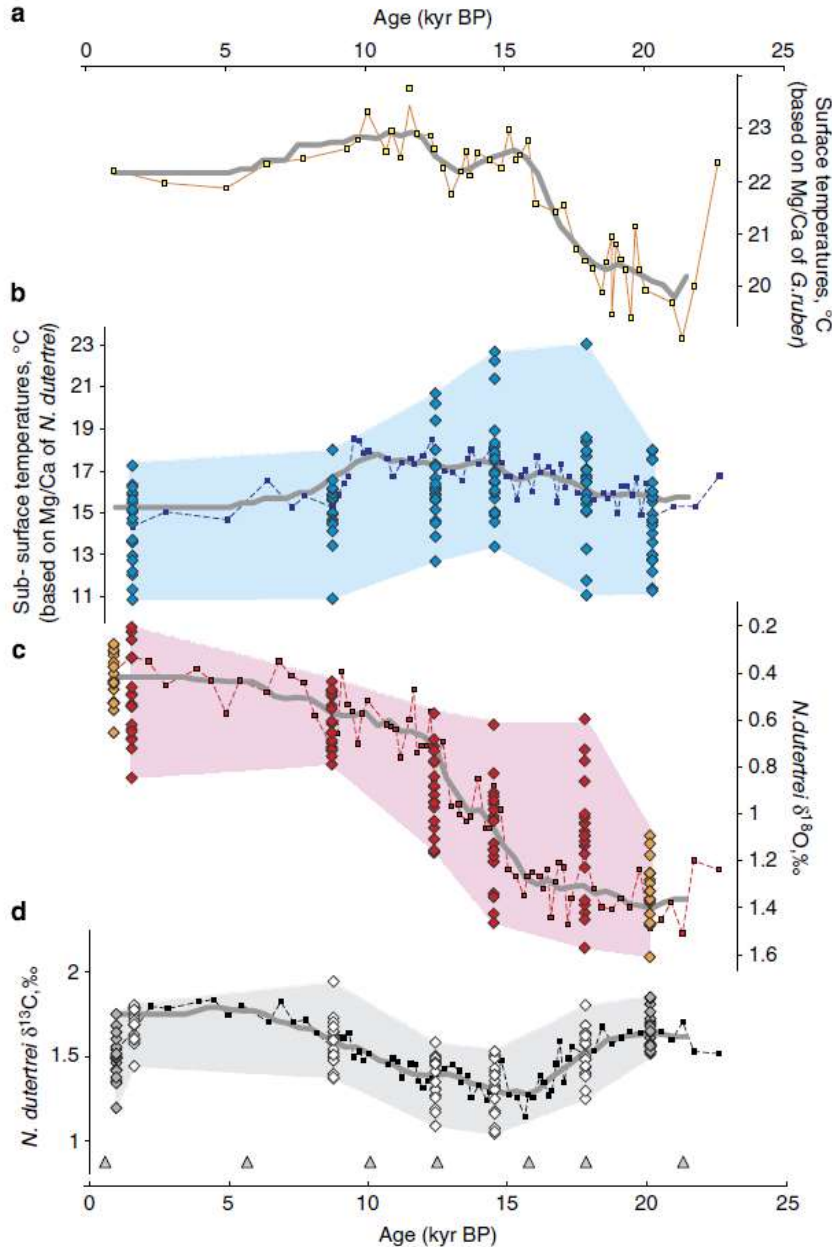 a
Age (kyr BP)
0 5 10 15 20 25
23
22
21
20
Surface temperatures, °C
(based on Mg/Ca of G.ruber)
b
23
21
19
17
15
13
11
Sub- surface temperatures, °C
(based on Mg/Ca of N. dutertrei)
c
0.2
0.4
0.6
0.8
1
1.2
1.4
1.6
N.dutertrei δ18O,‰
d
2
1.5
1
N. dutertrei δ13C,‰
0 5 10 15 20 25
Age (kyr BP)